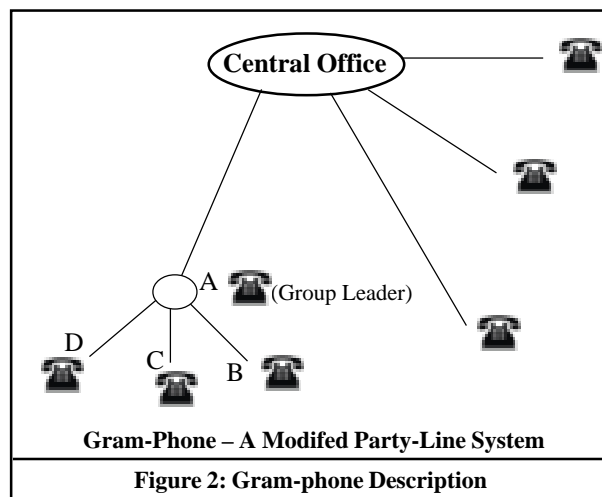 Central Office
A
(Group Leader)
D
C
B
Gram-Phone – A Modifed Party-Line System
Figure 2: Gram-phone Description